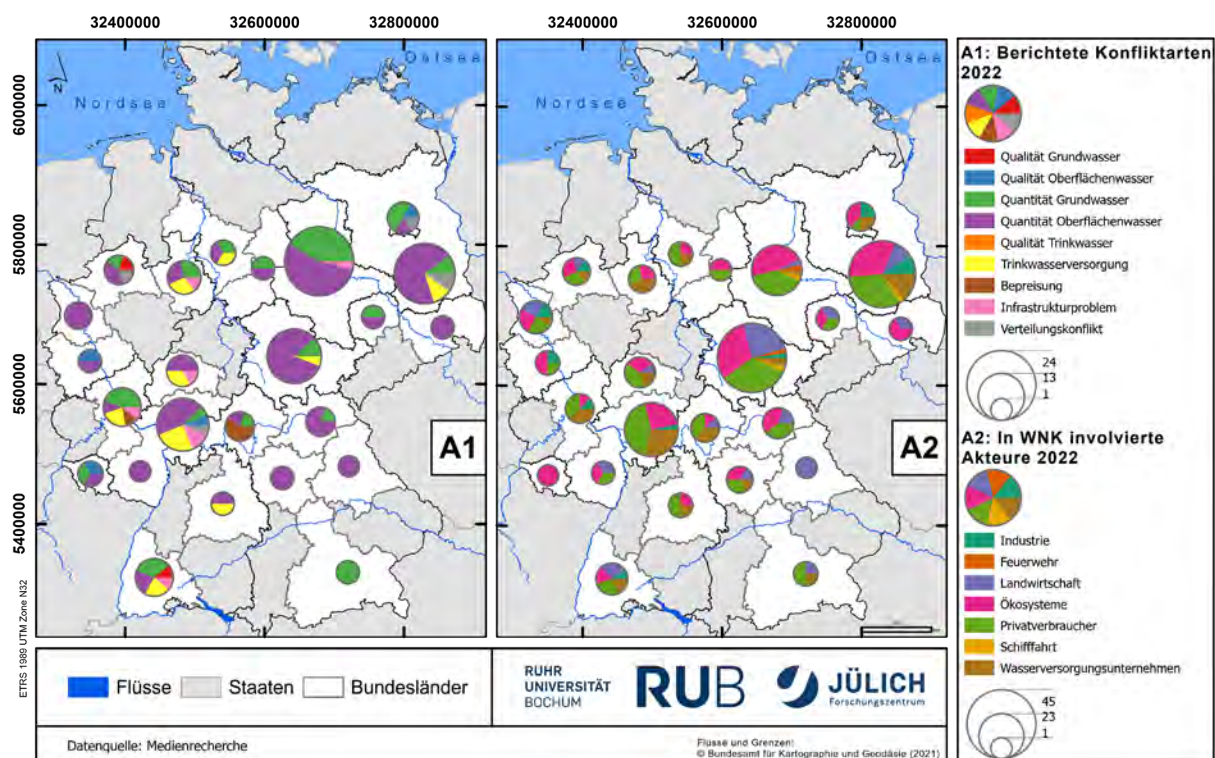 32400000 32600000 32800000
32400000 32600000 32800000
6000000
5800000
5600000
5400000
ETRS 1989 UTM Zone N32
N
Nordsee
Ostsee
A1
Nordsee
Ostsee
A2
A1: Berichtete Konfliktarten
2022
Qualität Grundwasser
Qualität Oberflächenwasser
Quantität Grundwasser
Quantität Oberflächenwasser
Qualität Trinkwasser
Trinkwasserversorgung
Bepreisung
Infrastrukturproblem
Verteilungskonflikt
24
13
1
A2: In WNK involvierte
Akteure 2022
Industrie
Feuerwehr
Landwirtschaft
Ökosysteme
Privatverbraucher
Schifffahrt
Wasserversorgungsunternehmen
45
23
1
Flüsse
Staaten
Bundesländer
RUHR
UNIVERSITÄT
BOCHUM
RUB
JÜLICH
Forschungszentrum
Datenquelle: Medienrecherche
Flüsse und Grenzen:
© Bundesamt für Kartographie und Geodäsie (2021)